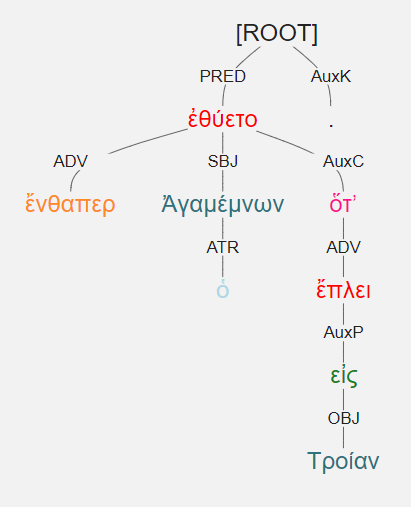 [ROOT]
PRED AuxK
ἐθύετο .
ADV SBJ AuxC
ἔνθαπερ Ἀγαμέμνων ὅτ’
ATR ADV
ὁ ἔπλει
AuxP
εἰς
OBJ
Τροίαν